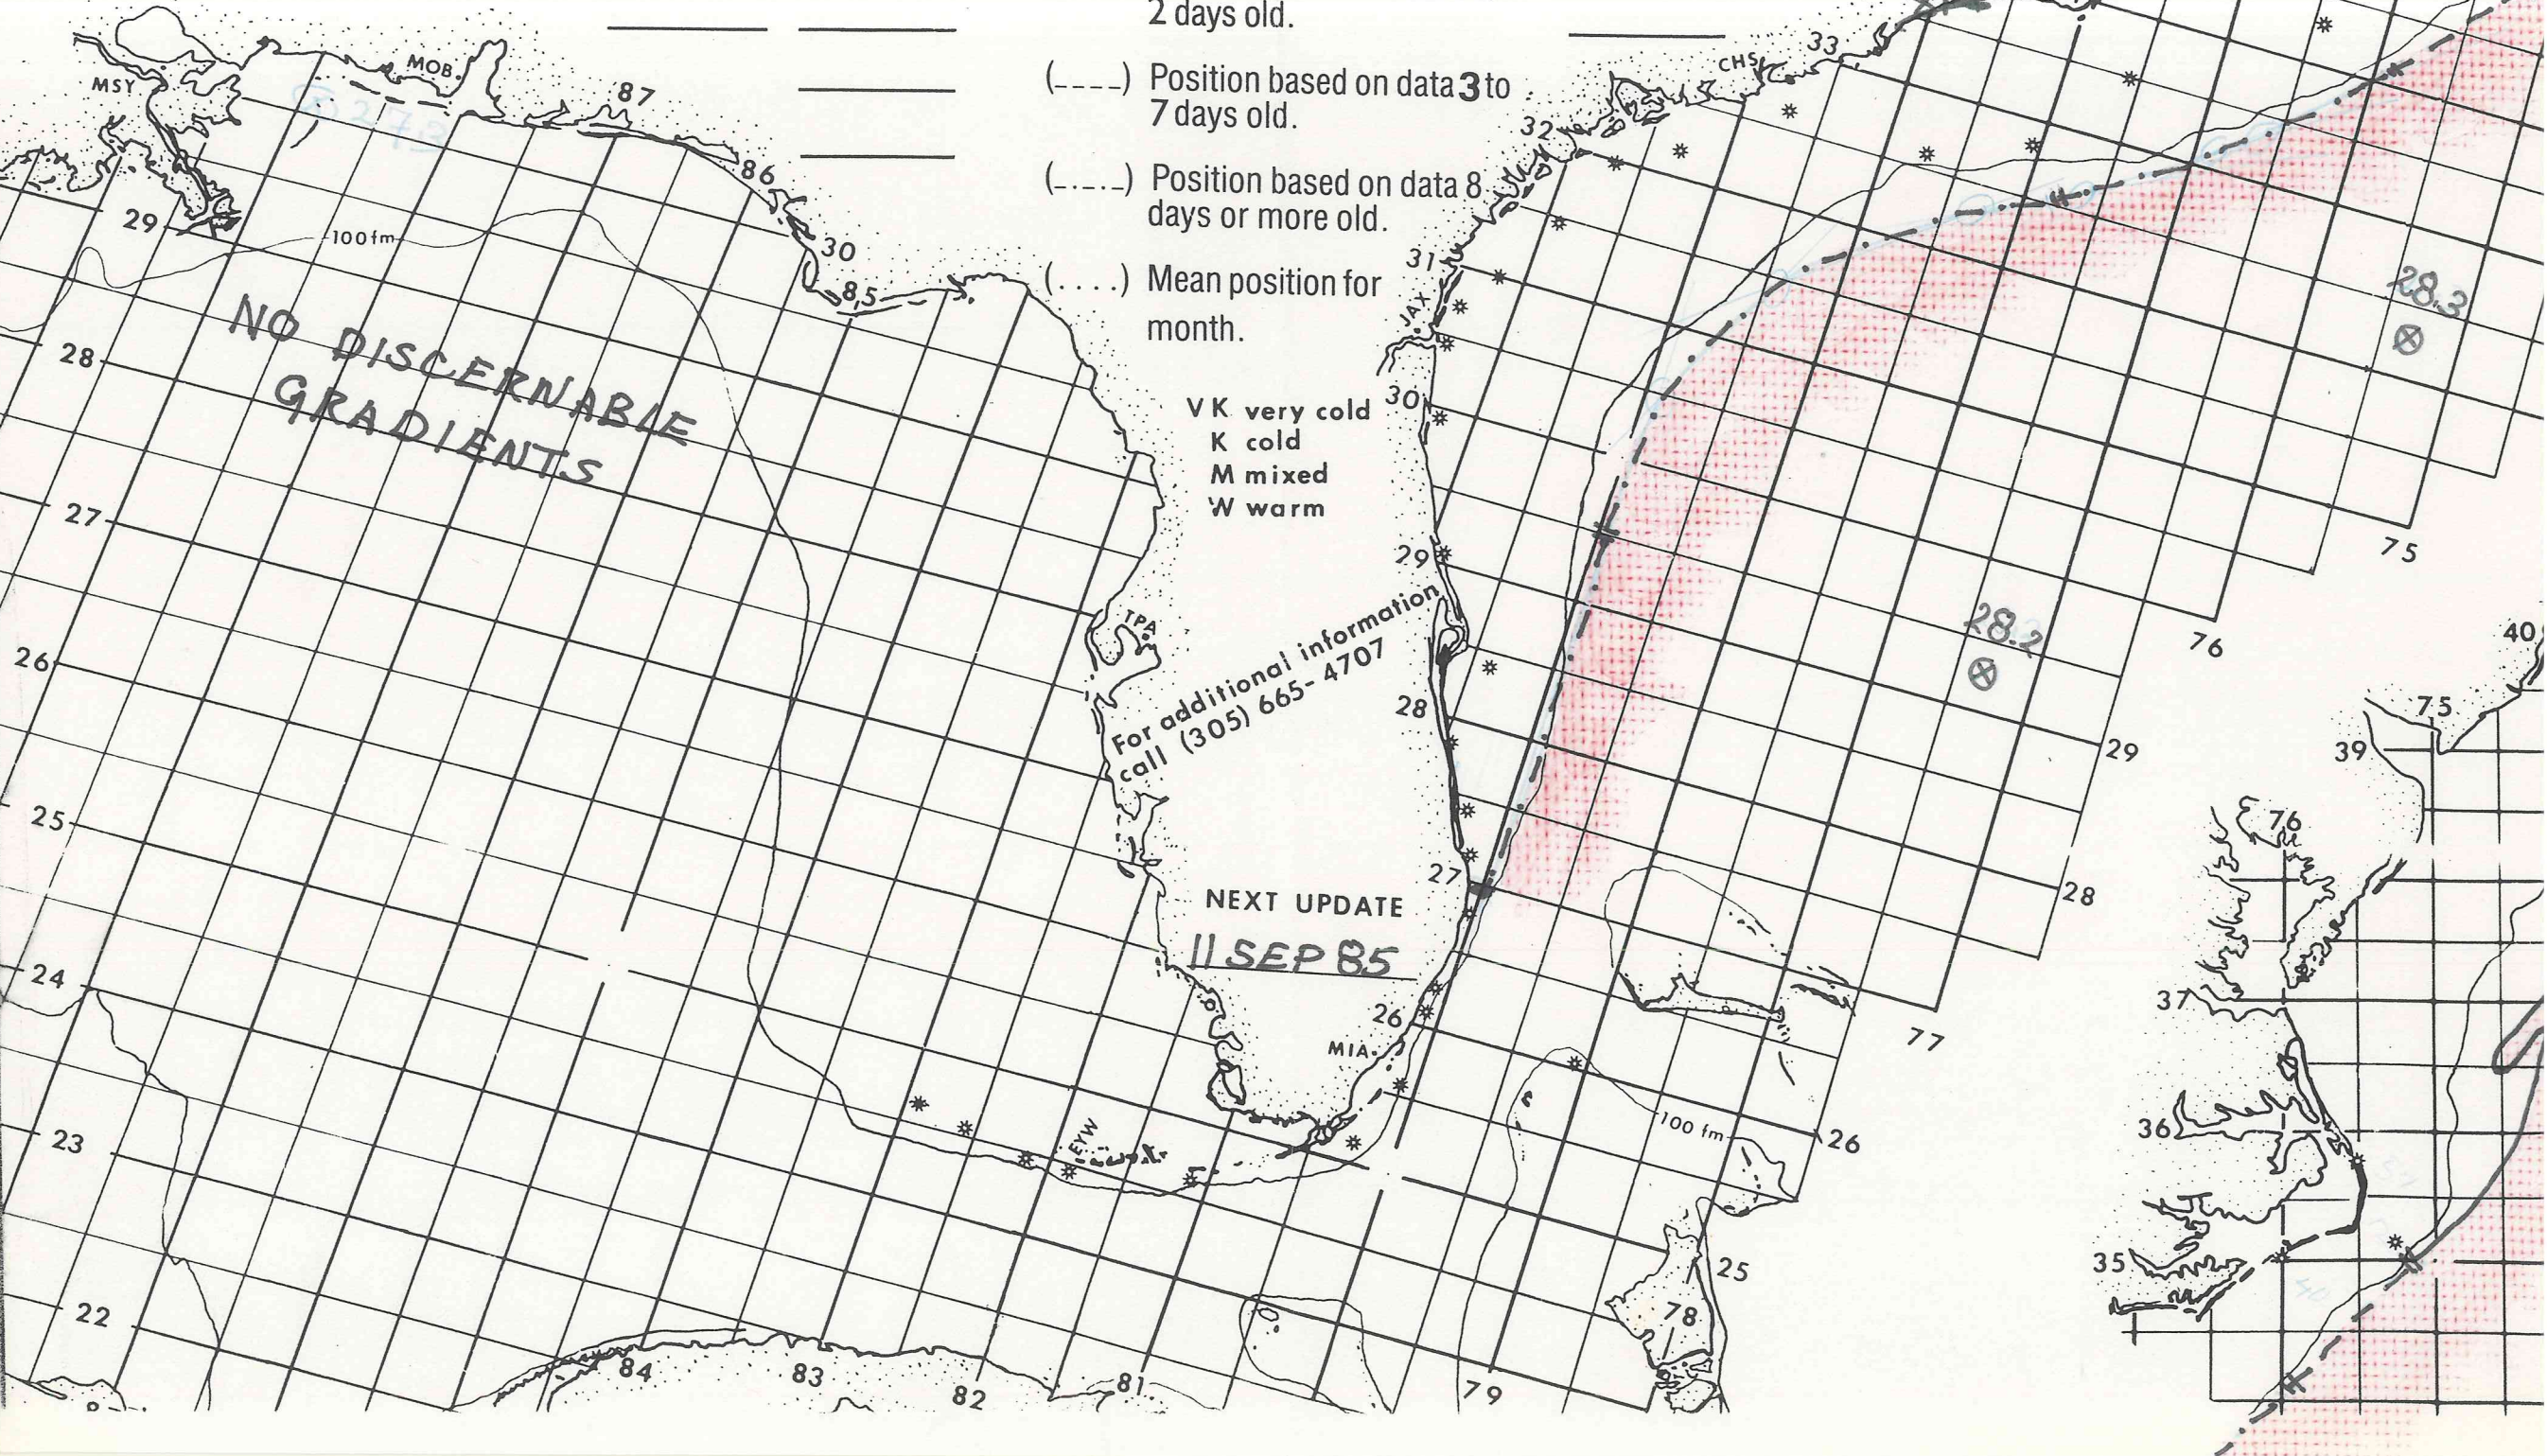 2 days old.
(----) Position based on data 3 to
7 days old.
(_._._) Position based on data 8
days or more old.
(....) Mean position for
month.
VK very cold
K cold
M mixed
W warm
For additional information
call (305) 665-4707
NEXT UPDATE
11 SEP 85
NO DISCERNABLE
GRADIENTS
MSY
MOB.
87
86
30
85
29
100 fm
28
27
26
25
24
23
22
84
83
82
81
79
TPA
EYW
MIA.
JAX
CHS
33
32
31
30
29
28
27
26
28.3
28.2
75
76
29
28
77
26
100 fm
25
78
40
75
39
76
37
36
35
273